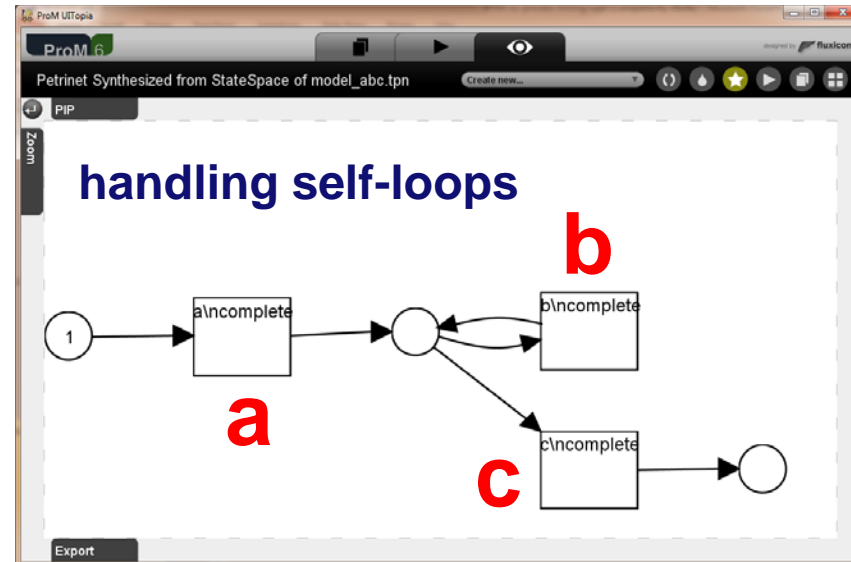 ProM UITopia
ProM 6
designed by fluxicon
Petrinet Synthesized from StateSpace of model_abc.tpn
Create new...
PIP
Zoom
handling self-loops
b
a\ncomplete
b\ncomplete
1
a
c\ncomplete
c
Export